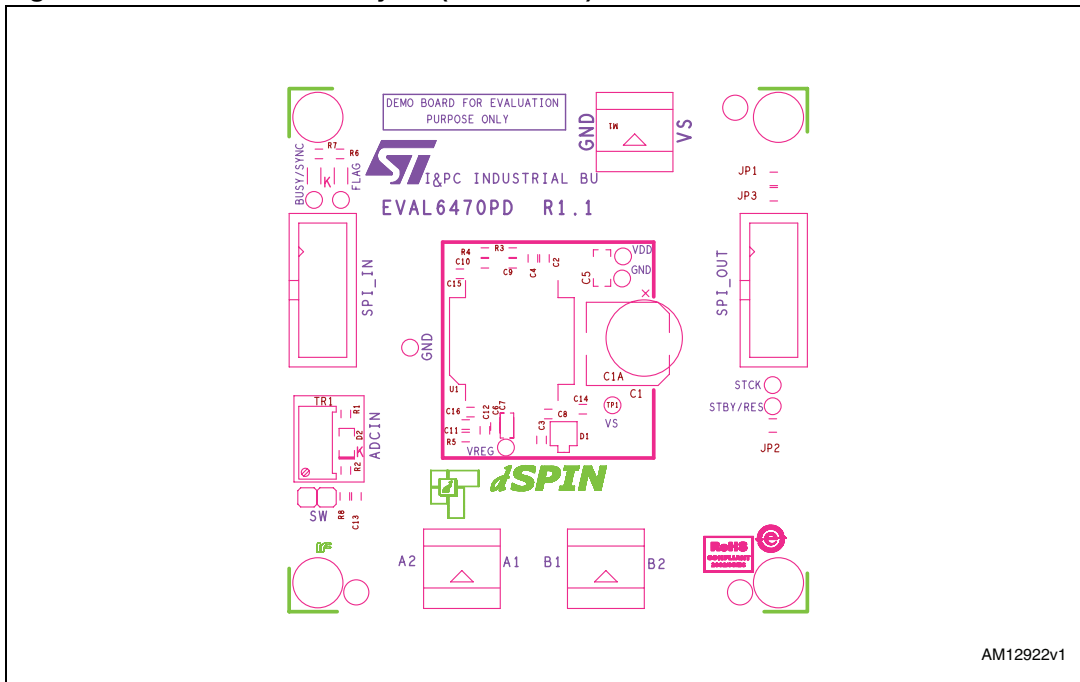 DEMO BOARD FOR EVALUATION
PURPOSE ONLY
GND
M1
VS
R7
R6
BUSY/SYNC
K
FLAG
ST
I&PC INDUSTRIAL BU
EVAL6470PD R1.1
JP1
JP3
SPI_IN
SPI_OUT
R4
R3
C10
C9
C4
C2
C15
C5
VDD
GND
GND
U1
C1A
C1
C16
C12
C6
C7
C11
R5
VREG
C3
C8
C14
D1
TP1
VS
STCK
STBY/RES
JP2
TR1
R1
D2
K
R2
ADCIN
SW
R8
C13
dSPIN
A2
A1
B1
B2
RoHS
COMPLIANT
e
AM12922v1